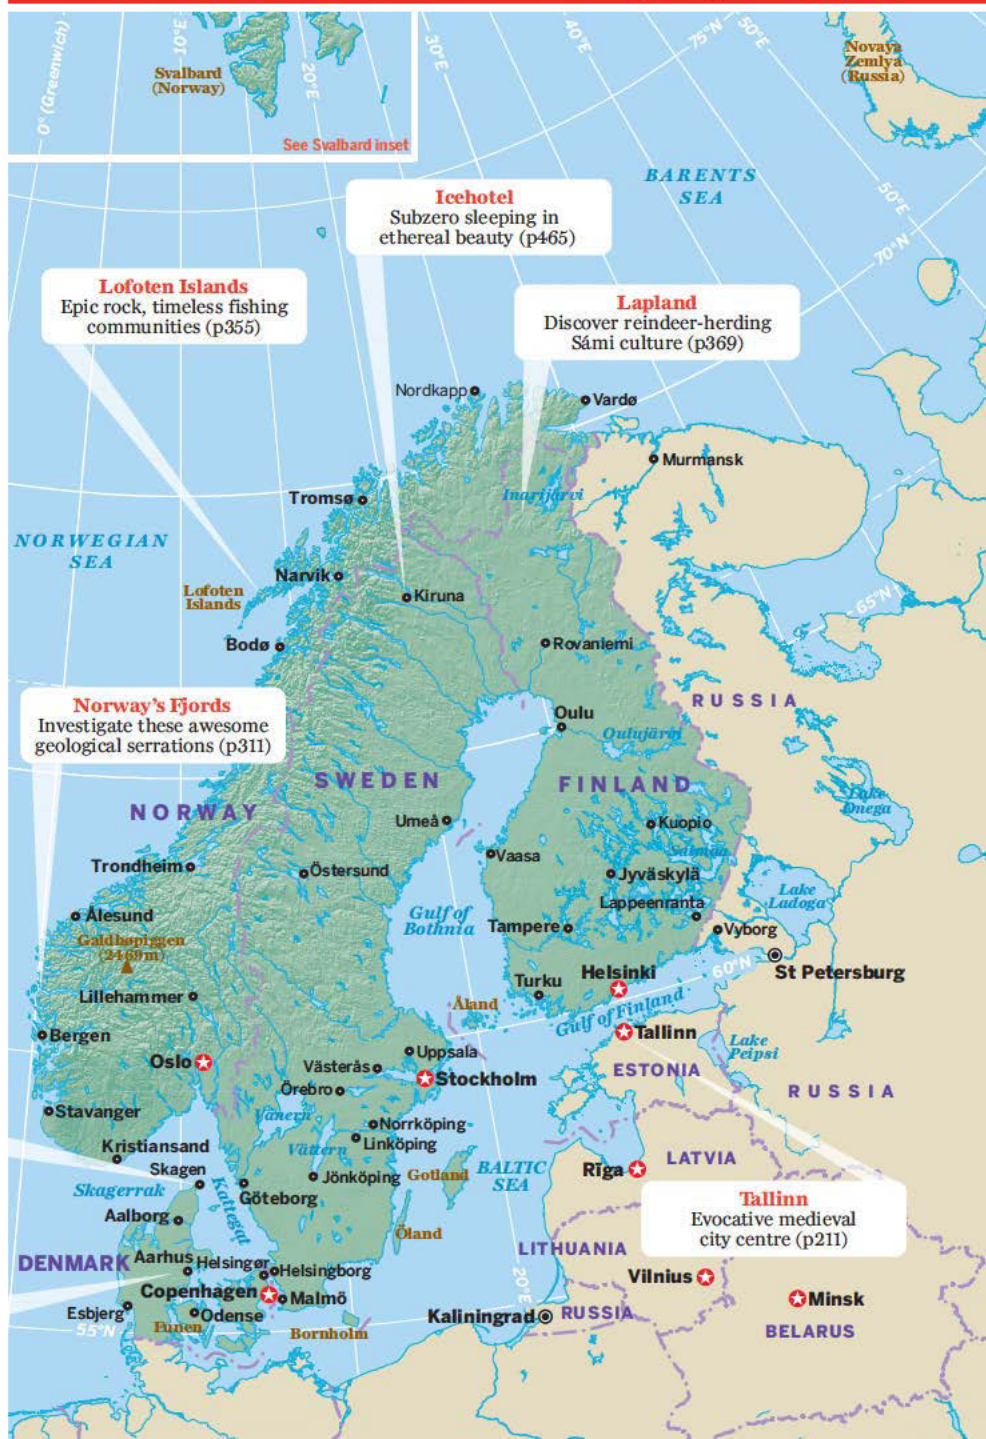 0° (Greenwich)
10°E
20°E
30°E
40°E
50°E
75°N
Svalbard
(Norway)
See Svalbard inset
Novaya
Zemlya
(Russia)
BARENTS
SEA
50°E
70°N
Icehotel
Subzero sleeping in
ethereal beauty (p465)
Lofoten Islands
Epic rock, timeless fishing
communities (p355)
Lapland
Discover reindeer-herding
Sámi culture (p369)
Nordkapp
Vardø
Murmansk
Inarijärvi
Tromsø
NORWEGIAN
SEA
Narvik
Lofoten
Islands
Kiruna
65°N
Bodø
Rovaniemi
RUSSIA
Norway's Fjords
Investigate these awesome
geological serrations (p311)
Oulu
Oulujärvi
SWEDEN
FINLAND
NORWAY
Lake
Onega
Umeå
Kuopio
Saimaa
Vaasa
Trondheim
Östersund
Jyväskylä
Lake
Ladoga
Lappeenranta
Ålesund
Gulf of
Bothnia
Tampere
Vyborg
Galdhøpiggen
(2469m)
60°N
St Petersburg
Helsinki
Turku
Lillehammer
Åland
Gulf of Finland
Bergen
Tallinn
Lake
Peipsi
Oslo
Uppsala
Västerås
Stockholm
ESTONIA
Örebro
RUSSIA
Stavanger
Vänern
Norrköping
Linköping
Vättern
Kristiansand
Skagen
LATVIA
Rīga
Jönköping
Gotland
BALTIC
SEA
Skagerrak
Kattegat
Göteborg
Aalborg
Öland
Tallinn
Evocative medieval
city centre (p211)
LITHUANIA
DENMARK
Aarhus
Helsingør
Helsingborg
20°E
Vilnius
Copenhagen
Malmö
Minsk
Esbjerg
Odense
Kaliningrad
RUSSIA
Funen
55°N
Bornholm
BELARUS